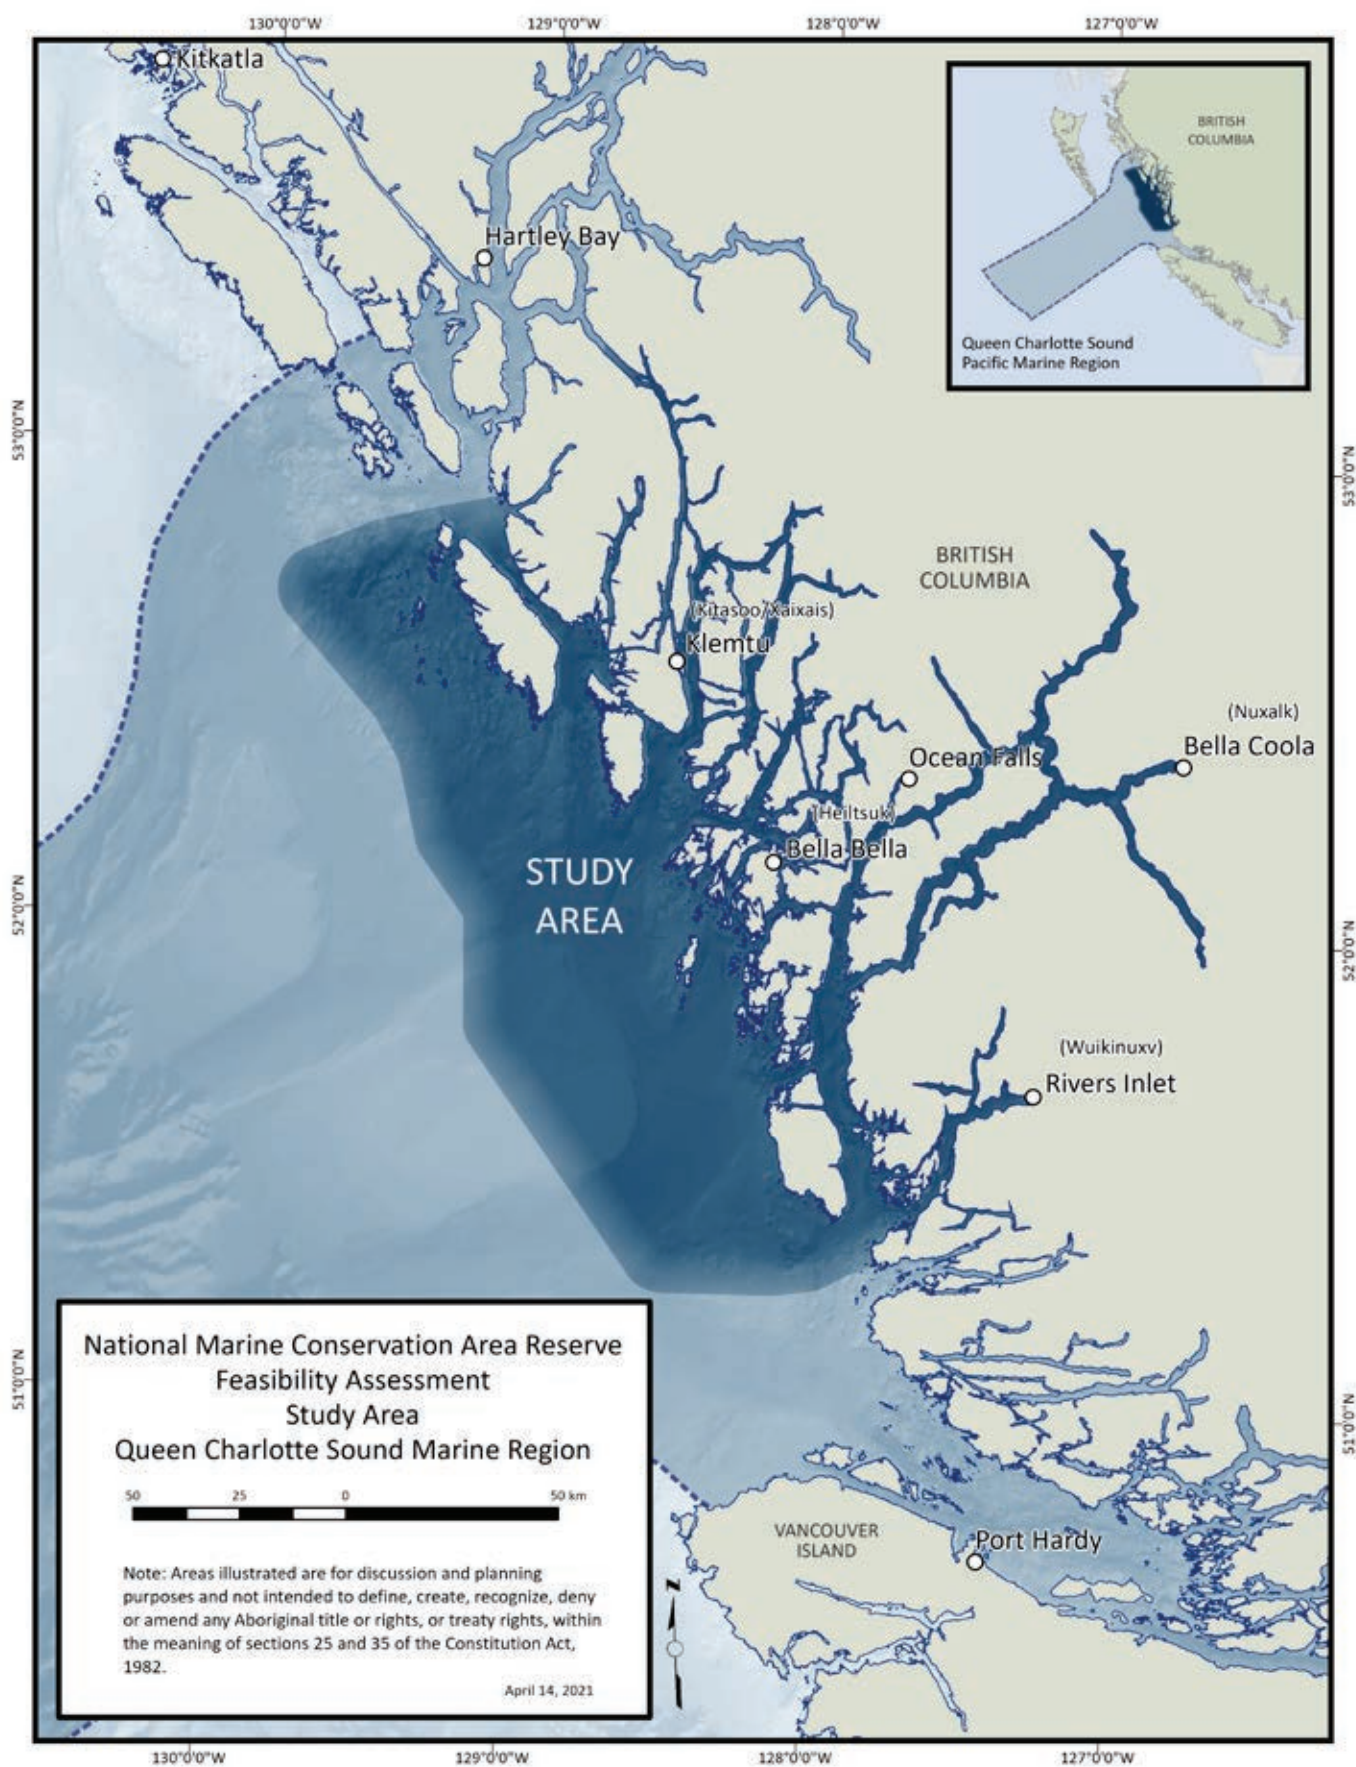 130°0'0"W
129°0'0"W
128°0'0"W
127°0'0"W
Kitkatla
BRITISH
COLUMBIA
Hartley Bay
Queen Charlotte Sound
Pacific Marine Region
53°0'0"N
53°0'0"N
BRITISH
COLUMBIA
(Kitasoo/Xaixais)
Klemtu
(Nuxalk)
Bella Coola
Ocean Falls
(Heiltsuk)
Bella Bella
STUDY
AREA
52°0'0"N
52°0'0"N
(Wuikinuxv)
Rivers Inlet
National Marine Conservation Area Reserve
Feasibility Assessment
Study Area
Queen Charlotte Sound Marine Region
50 25 0 50 km
Note: Areas illustrated are for discussion and planning
purposes and not intended to define, create, recognize, deny
or amend any Aboriginal title or rights, or treaty rights, within
the meaning of sections 25 and 35 of the Constitution Act,
1982.
April 14, 2021
51°0'0"N
51°0'0"N
VANCOUVER
ISLAND
Port Hardy
N
130°0'0"W
129°0'0"W
128°0'0"W
127°0'0"W